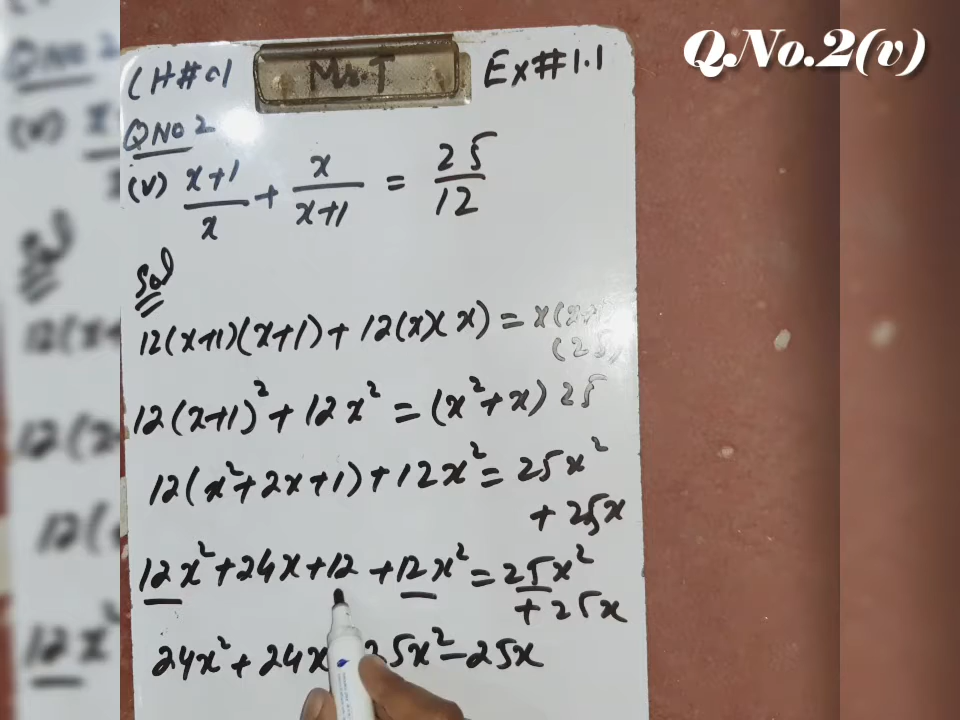 Q.No.2(v)
CH#01 Mr.T Ex#1.1
QNo 2
(v) x+1/x + x/x+1 = 25/12
Sol
12(x+1)(x+1) + 12(x)(x) = x(x+1)
(25)
12(x+1)² + 12x² = (x²+x) 25
12(x²+2x+1) + 12x² = 25x²
+ 25x
12x² + 24x + 12 + 12x² = 25x²
+ 25x
24x² + 24x 25x² - 25x